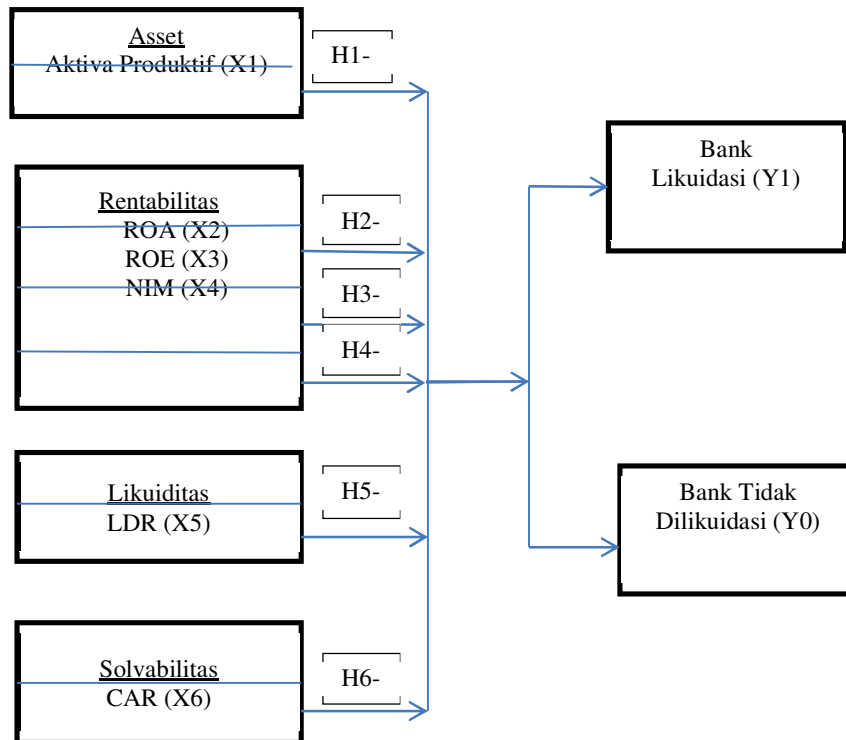 Asset
Aktiva Produktif (X1)
H1-
Rentabilitas
ROA (X2)
ROE (X3)
NIM (X4)
H2-
H3-
H4-
Likuiditas
LDR (X5)
H5-
Solvabilitas
CAR (X6)
H6-
Bank
Likuidasi (Y1)
Bank Tidak
Dilikuidasi (Y0)